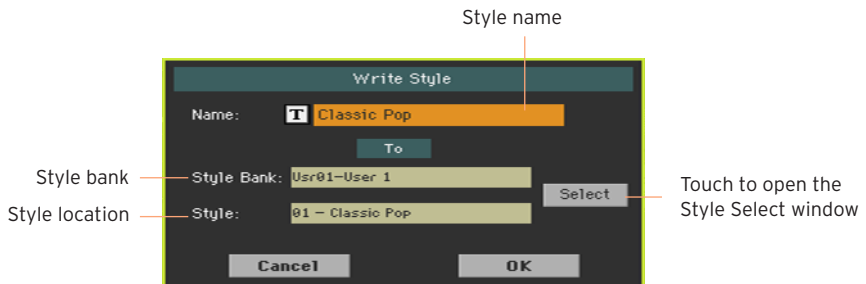 Style name
Write Style
Name: T Classic Pop
To
Style bank
Style Bank: Usr01-User 1
Select
Touch to open the
Style Select window
Style location
Style: 01 - Classic Pop
Cancel OK